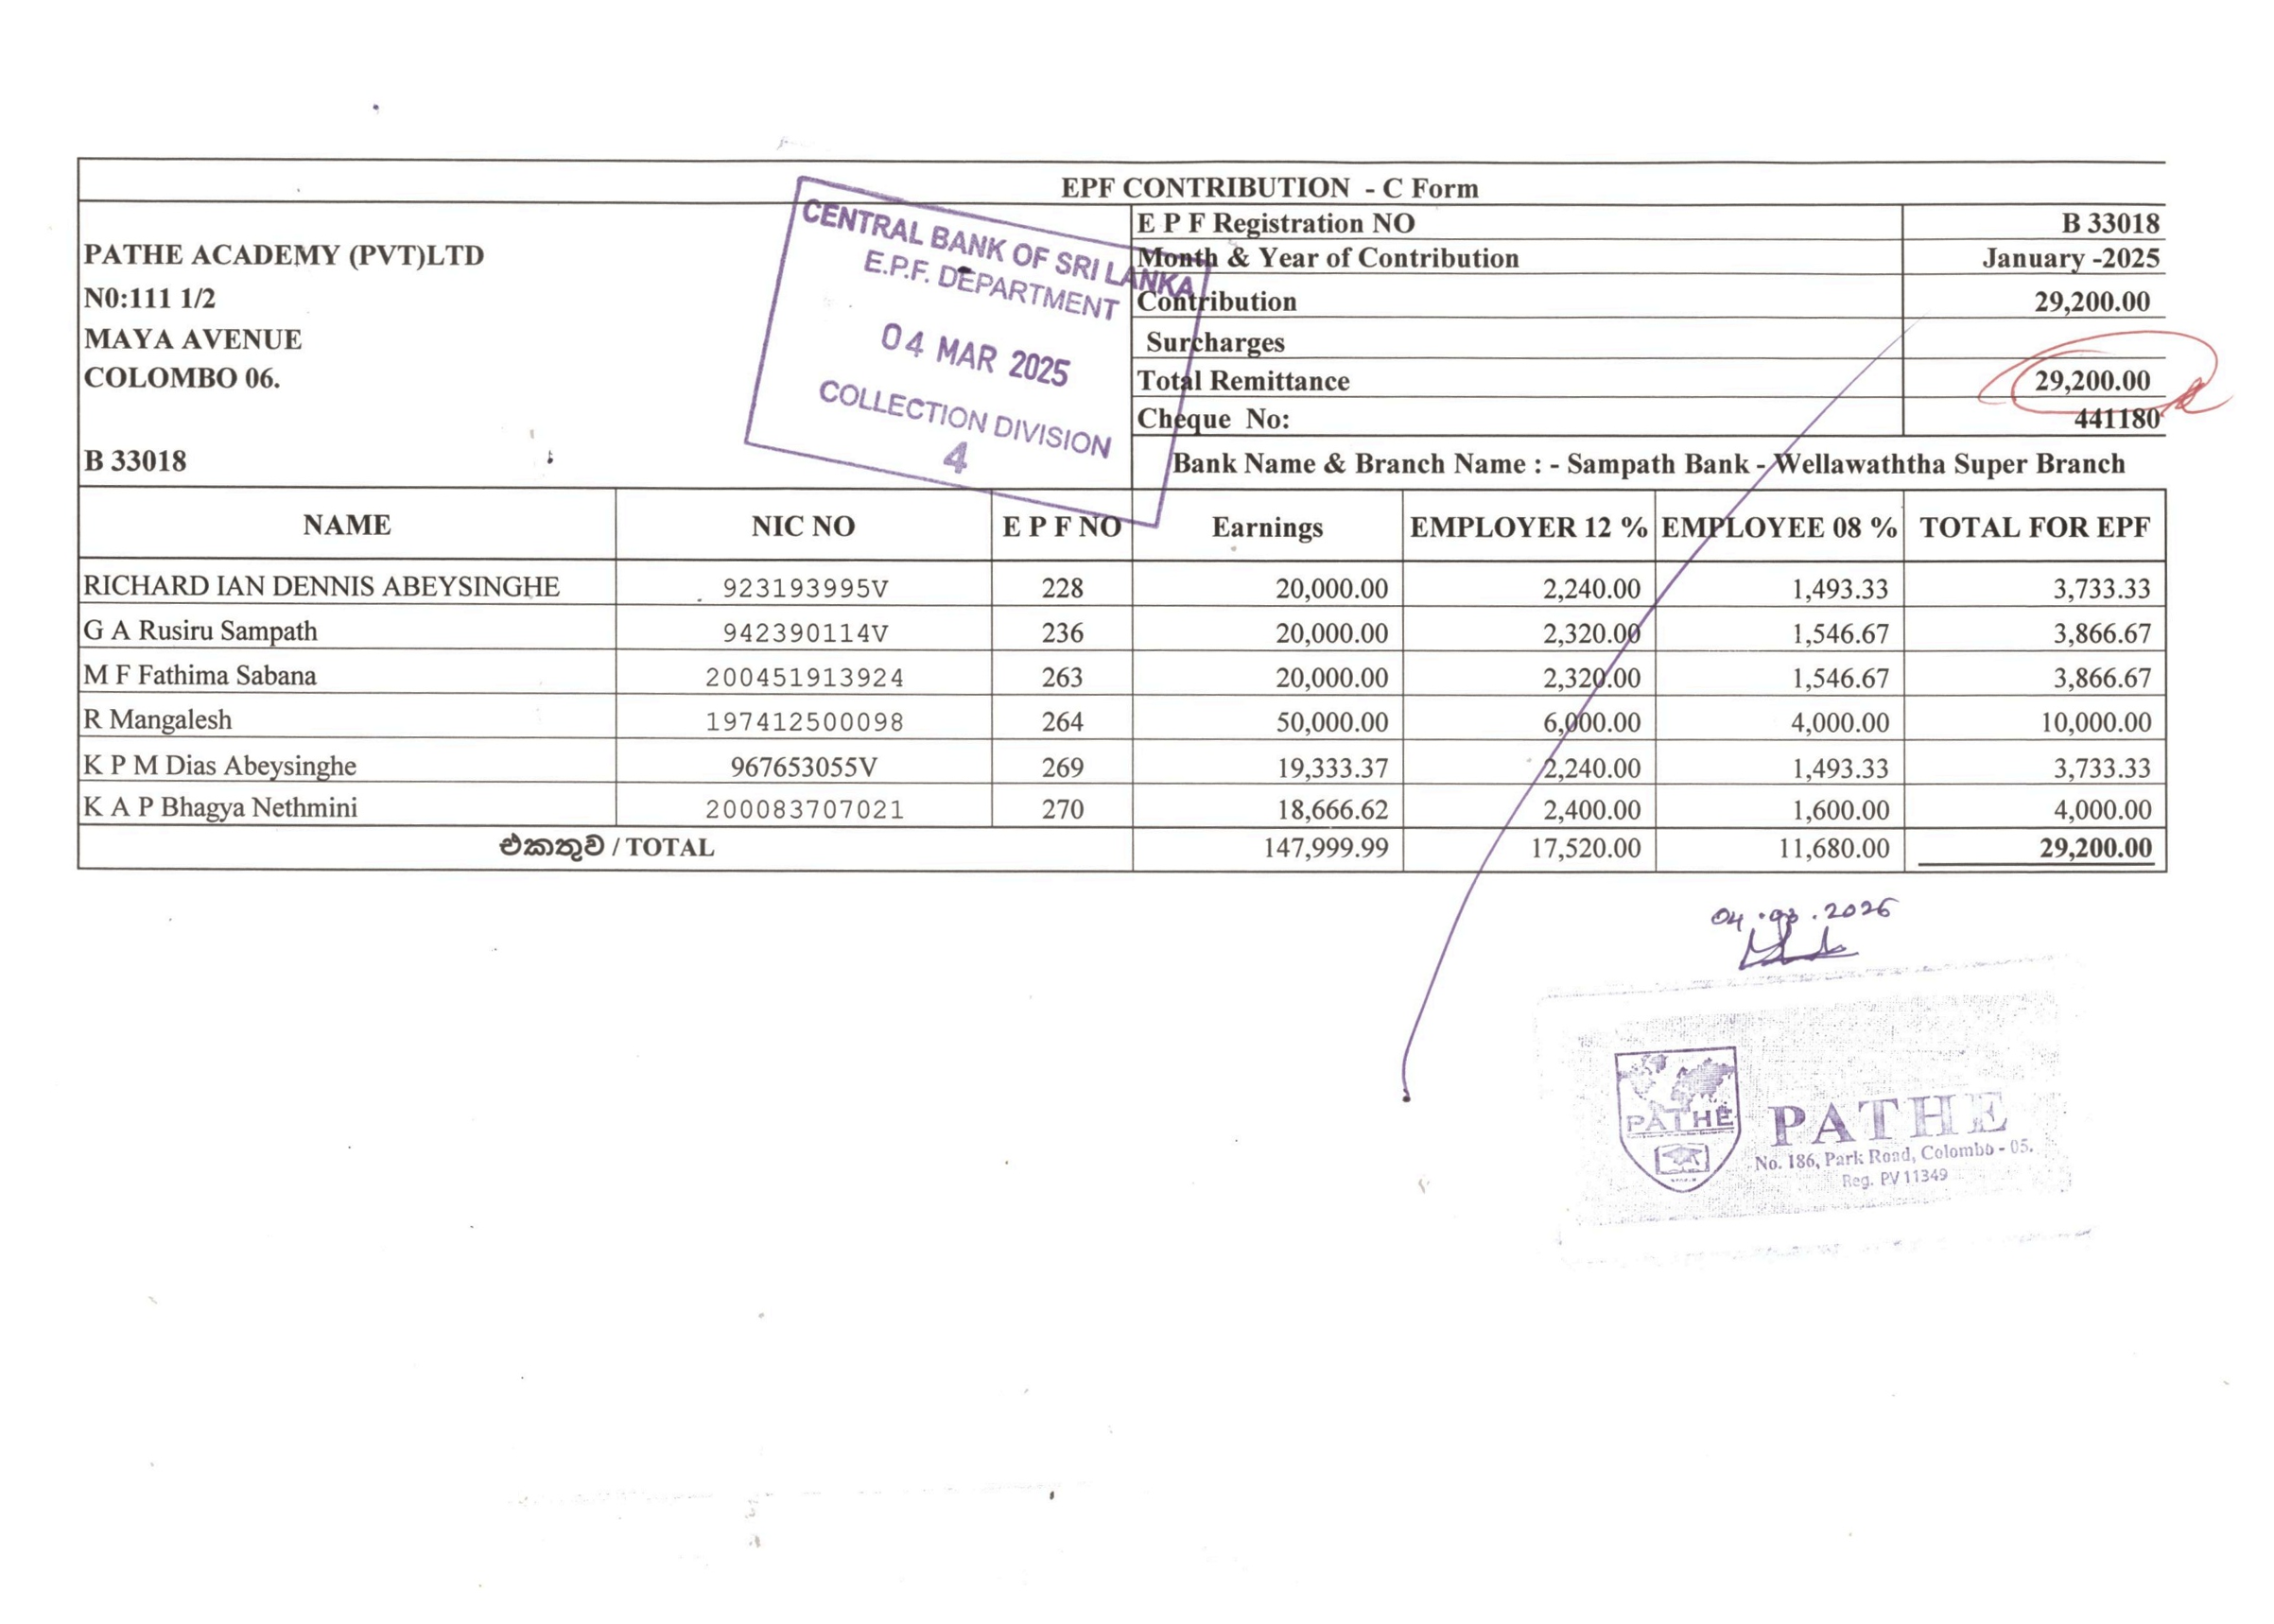 EPF CONTRIBUTION - C Form
PATHE ACADEMY (PVT)LTD
N0:111 1/2
MAYA AVENUE
COLOMBO 06.
B 33018
CENTRAL BANK OF SRI LANKA
E.P.F. DEPARTMENT
04 MAR 2025
COLLECTION DIVISION
4
E P F Registration NO B 33018
Month & Year of Contribution January -2025
Contribution 29,200.00
Surcharges
Total Remittance 29,200.00
Cheque No: 441180
Bank Name & Branch Name : - Sampath Bank - Wellawaththa Super Branch
NAME NIC NO E P F NO Earnings EMPLOYER 12 % EMPLOYEE 08 % TOTAL FOR EPF
RICHARD IAN DENNIS ABEYSINGHE 923193995V 228 20,000.00 2,240.00 1,493.33 3,733.33
G A Rusiru Sampath 942390114V 236 20,000.00 2,320.00 1,546.67 3,866.67
M F Fathima Sabana 200451913924 263 20,000.00 2,320.00 1,546.67 3,866.67
R Mangalesh 197412500098 264 50,000.00 6,000.00 4,000.00 10,000.00
K P M Dias Abeysinghe 967653055V 269 19,333.37 2,240.00 1,493.33 3,733.33
K A P Bhagya Nethmini 200083707021 270 18,666.62 2,400.00 1,600.00 4,000.00
එකතුව / TOTAL 147,999.99 17,520.00 11,680.00 29,200.00
04.03.2025
PATHE
PATHE
No. 186, Park Road, Colombo - 05.
Reg. PV 11349